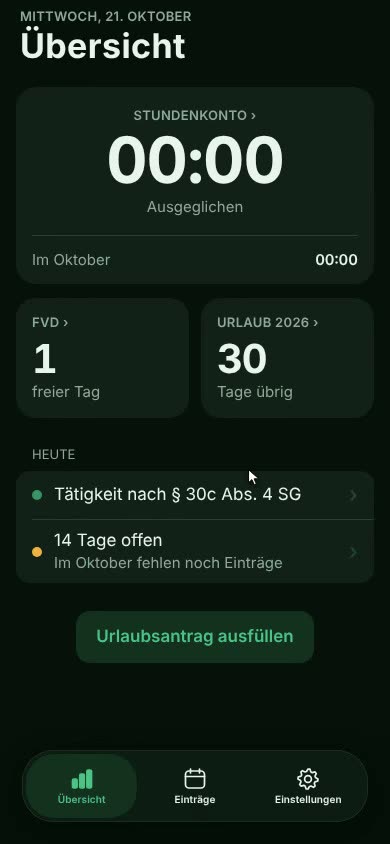 MITTWOCH, 21. OKTOBER
Übersicht
STUNDENKONTO ›
00:00
Ausgeglichen
Im Oktober 00:00
FVD ›
1
freier Tag
URLAUB 2026 ›
30
Tage übrig
HEUTE
Tätigkeit nach § 30c Abs. 4 SG
14 Tage offen
Im Oktober fehlen noch Einträge
Urlaubsantrag ausfüllen
Übersicht Einträge Einstellungen